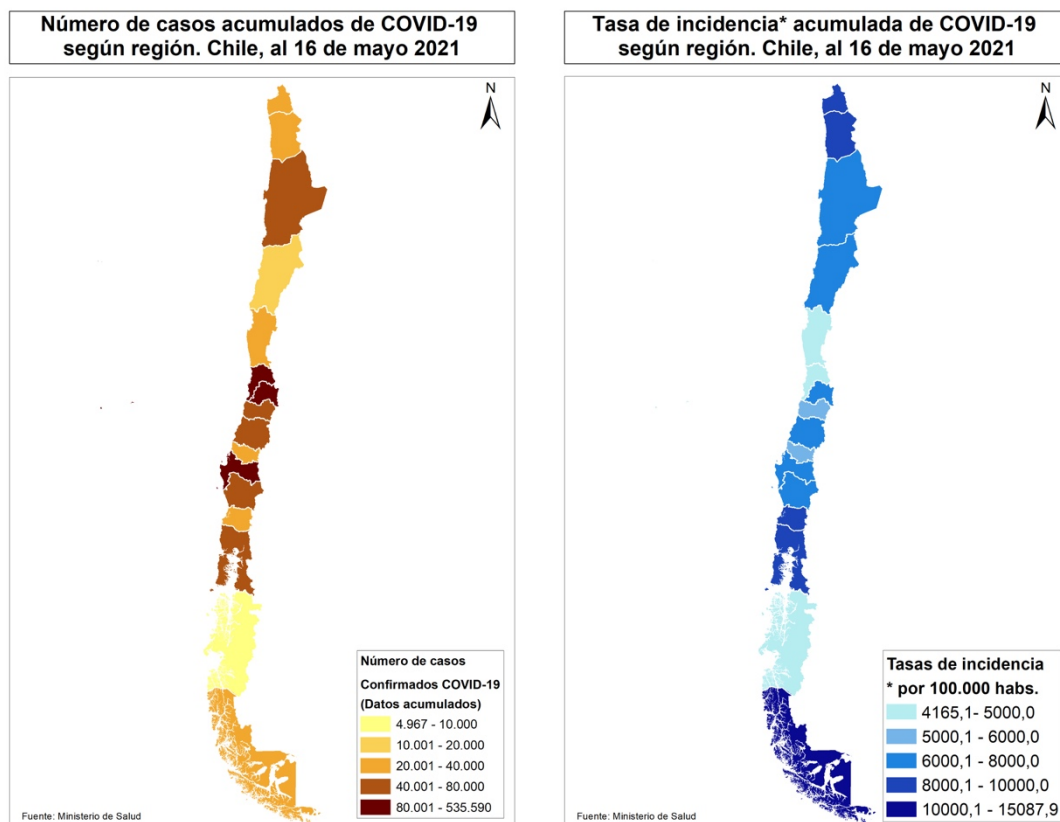 Número de casos acumulados de COVID-19
según región. Chile, al 16 de mayo 2021
N
Número de casos
Confirmados COVID-19
(Datos acumulados)
4.967 - 10.000
10.001 - 20.000
20.001 - 40.000
40.001 - 80.000
80.001 - 535.590
Fuente: Ministerio de Salud
Tasa de incidencia* acumulada de COVID-19
según región. Chile, al 16 de mayo 2021
N
Tasas de incidencia
* por 100.000 habs.
4165,1- 5000,0
5000,1 - 6000,0
6000,1 - 8000,0
8000,1 - 10000,0
10000,1 - 15087,9
Fuente: Ministerio de Salud